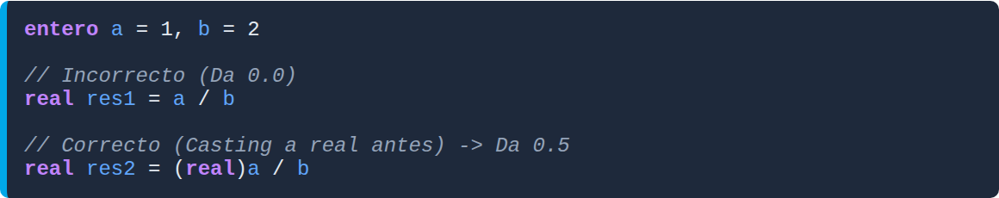 entero a = 1, b = 2
// Incorrecto (Da 0.0)
real res1 = a / b
// Correcto (Casting a real antes) -> Da 0.5
real res2 = (real)a / b